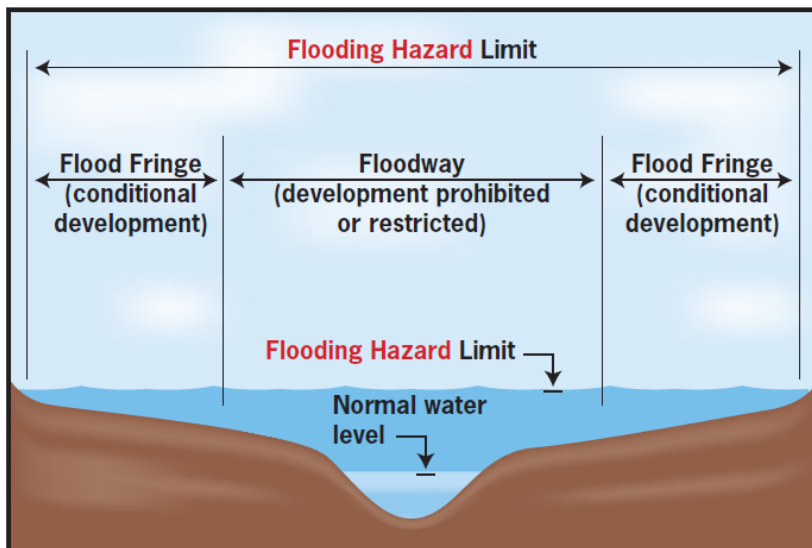 Flooding Hazard Limit
Flood Fringe
(conditional
development)
Floodway
(development prohibited
or restricted)
Flood Fringe
(conditional
development)
Flooding Hazard Limit
Normal water
level